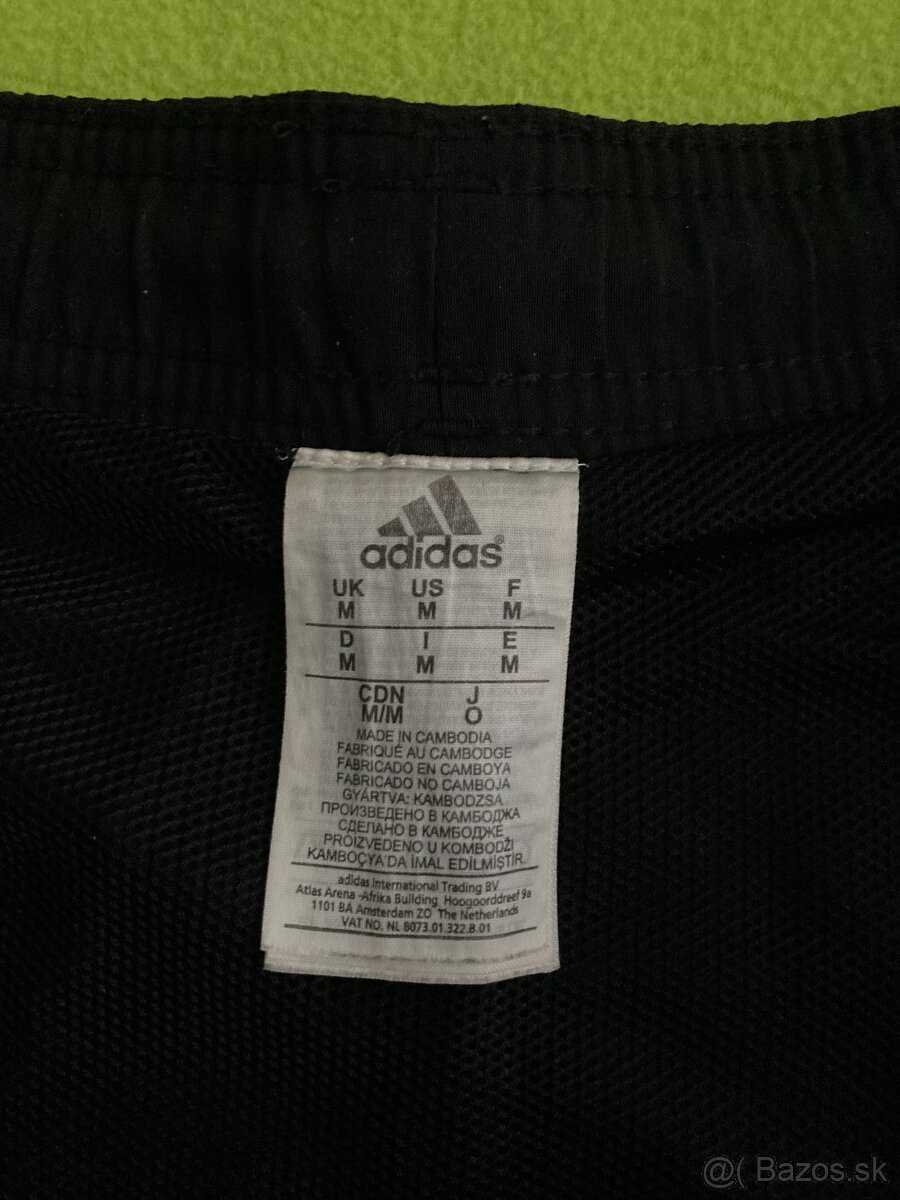 adidas®
UK US F
M M M
D I E
M M M
CDN J
M/M O
MADE IN CAMBODIA
FABRIQUÉ AU CAMBODGE
FABRICADO EN CAMBOYA
FABRICADO NO CAMBOJA
GYÁRTVA: KAMBODZSA
ПРОИЗВЕДЕНО В КАМБОДЖА
СДЕЛАНО В КАМБОДЖЕ
PROIZVEDENO U KOMBODŽI
KAMBOÇYA'DA İMAL EDİLMİŞTİR.
adidas International Trading BV
Atlas Arena -Afrika Building Hoogoorddreef 9a
1101 BA Amsterdam ZO The Netherlands
VAT NO. NL 8073.01.322.B.01
@( Bazos.sk